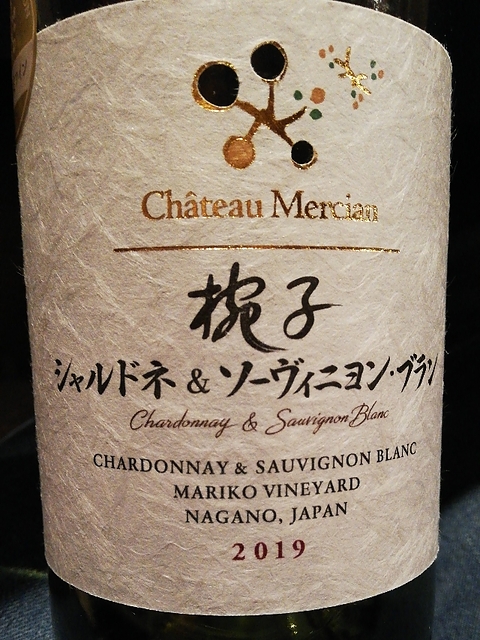 Château Mercian
椀子
シャルドネ & ソーヴィニヨン・ブラン
Chardonnay & Sauvignon Blanc
CHARDONNAY & SAUVIGNON BLANC
MARIKO VINEYARD
NAGANO, JAPAN
2019